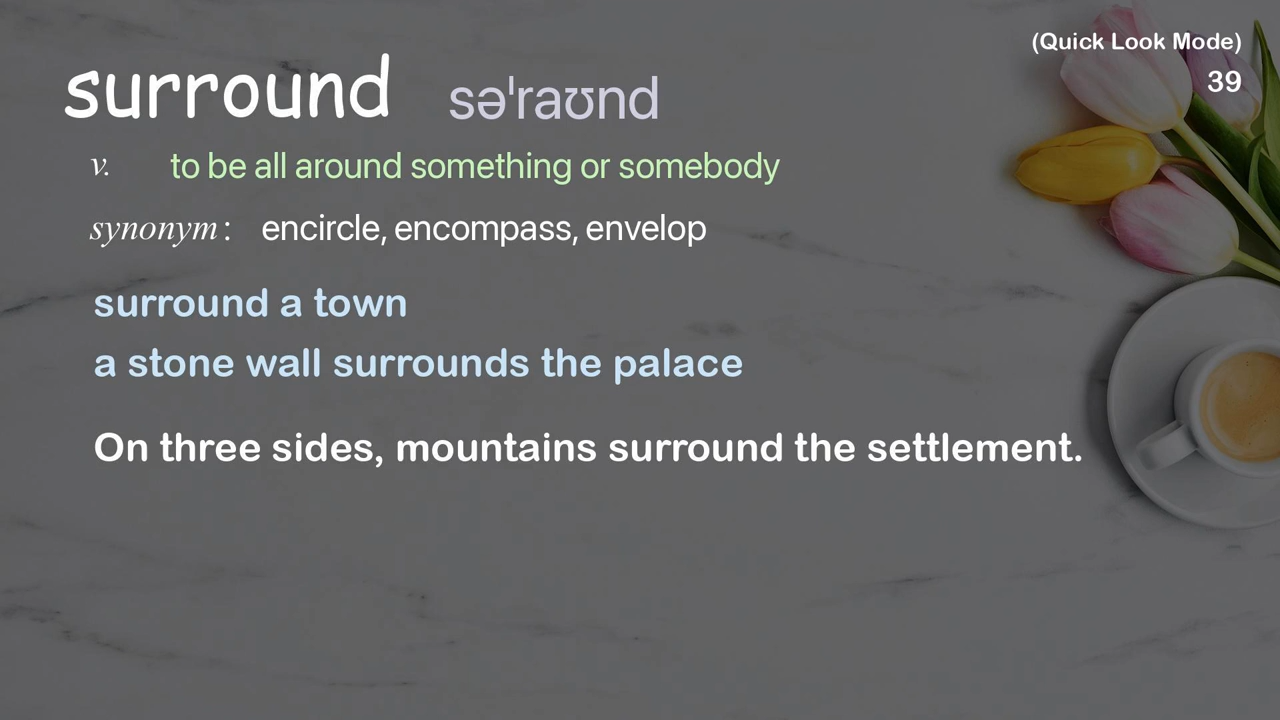 (Quick Look Mode)
39
surround səˈraʊnd
v. to be all around something or somebody
synonym: encircle, encompass, envelop
surround a town
a stone wall surrounds the palace
On three sides, mountains surround the settlement.